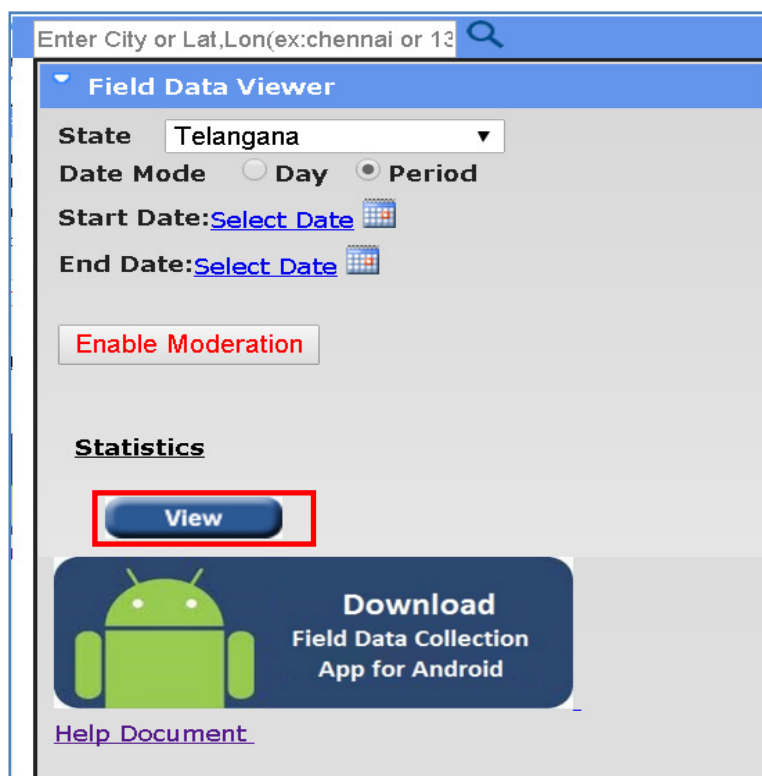 Enter City or Lat,Lon(ex:chennai or 13
Field Data Viewer
State Telangana
Date Mode Day Period
Start Date:Select Date
End Date:Select Date
Enable Moderation
Statistics
View
Download
Field Data Collection
App for Android
Help Document